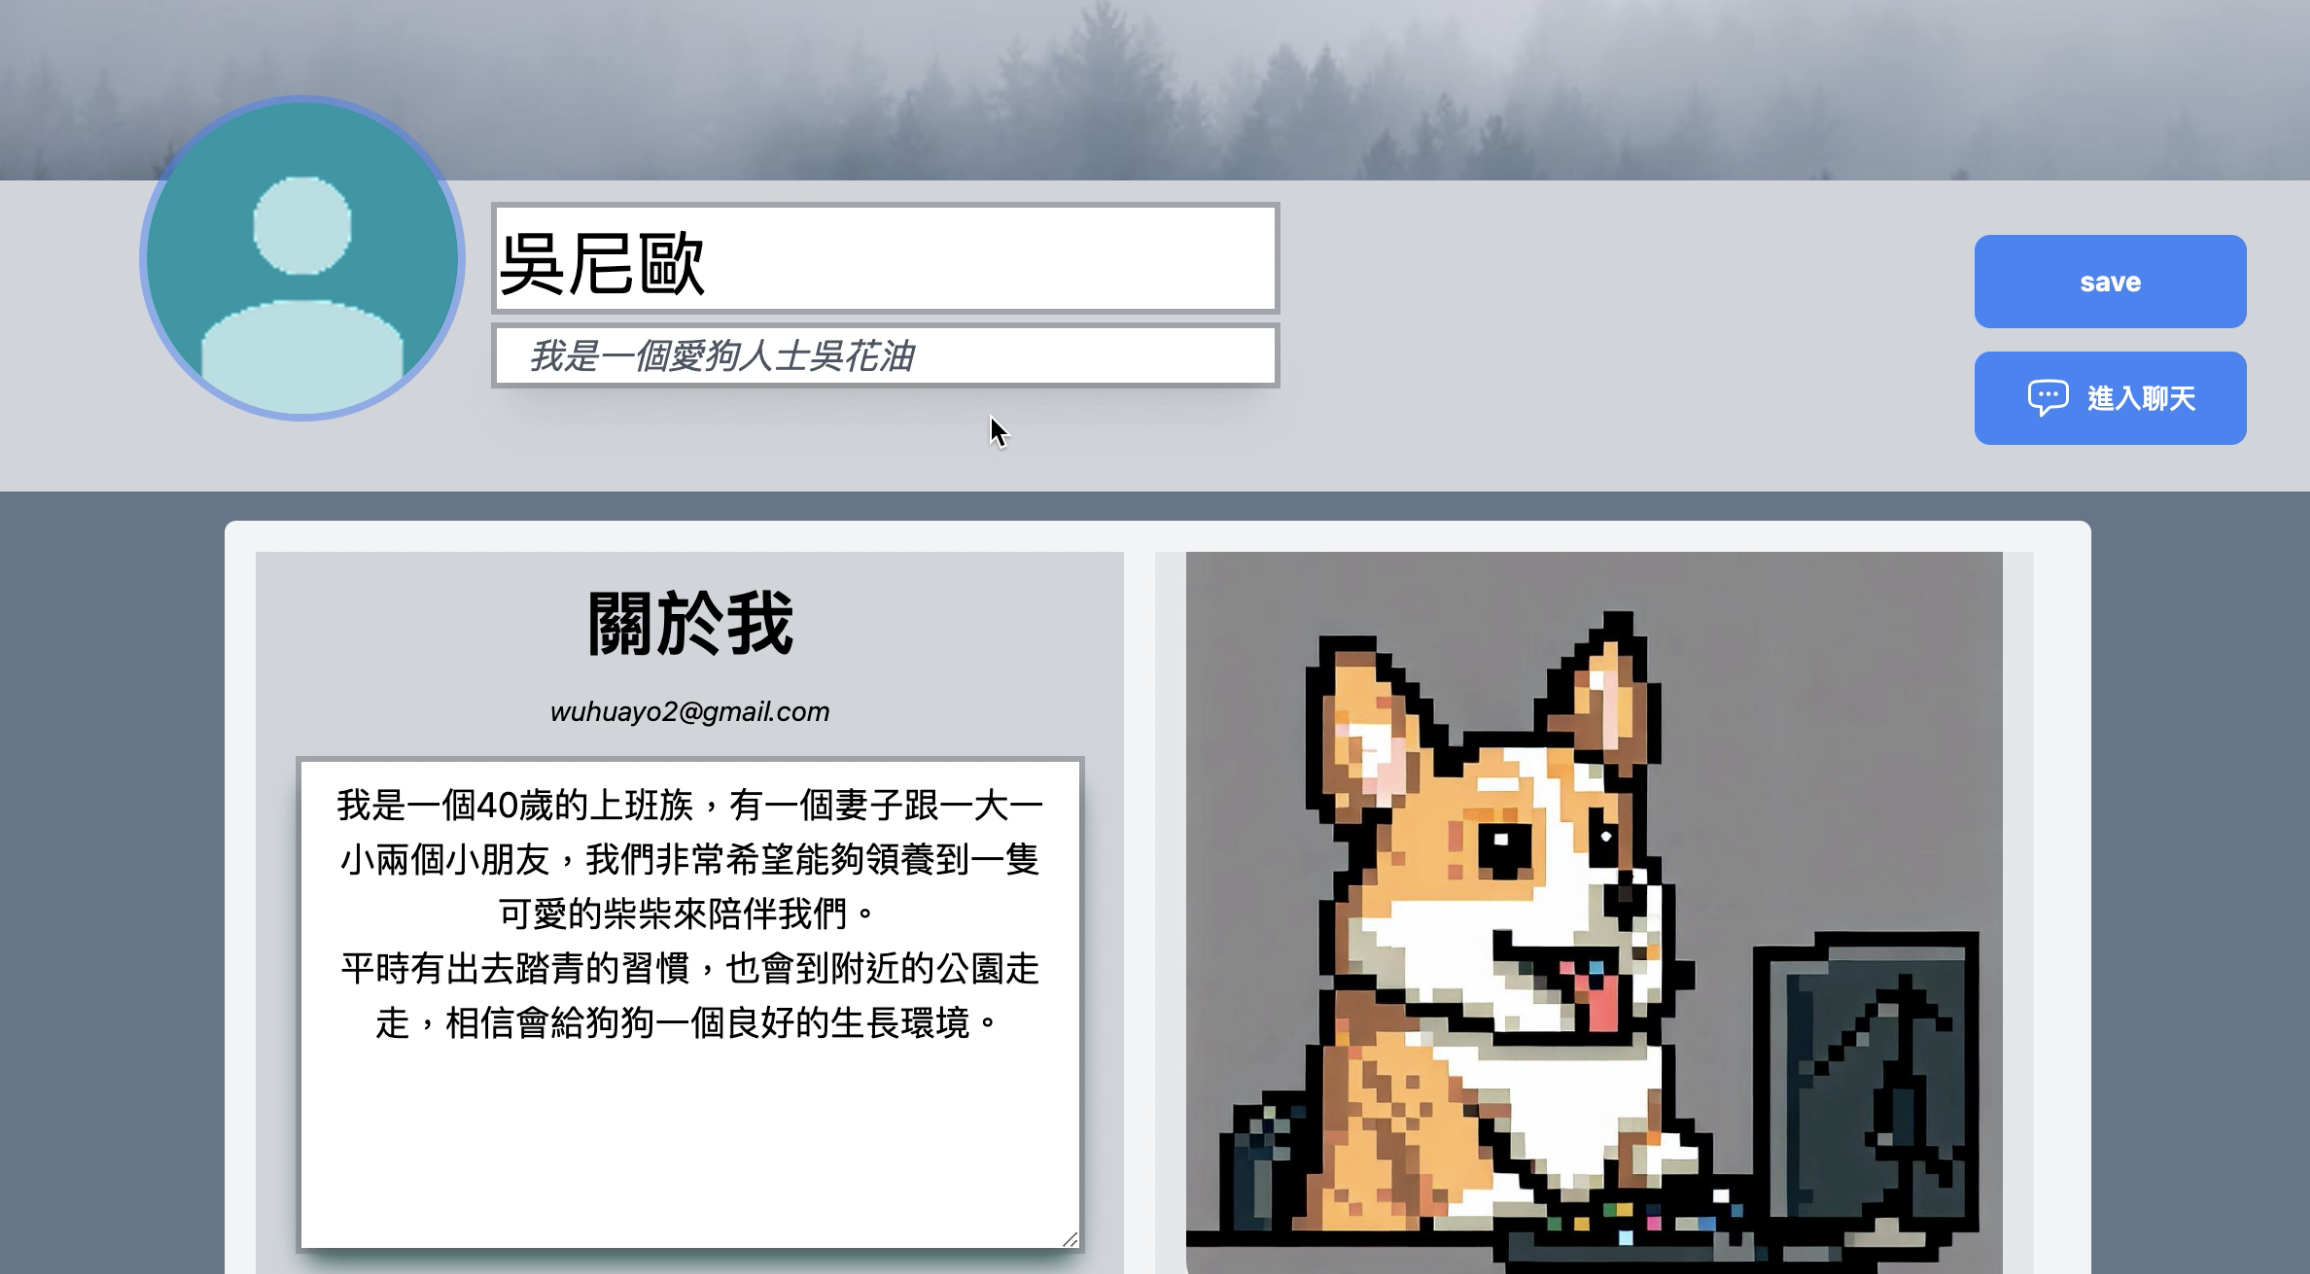 吳尼歐
我是一個愛狗人士吳花油
save
進入聊天
關於我
wuhuayo2@gmail.com
我是一個40歲的上班族，有一個妻子跟一大一
小兩個小朋友，我們非常希望能夠領養到一隻
可愛的柴柴來陪伴我們。
平時有出去踏青的習慣，也會到附近的公園走
走，相信會給狗狗一個良好的生長環境。